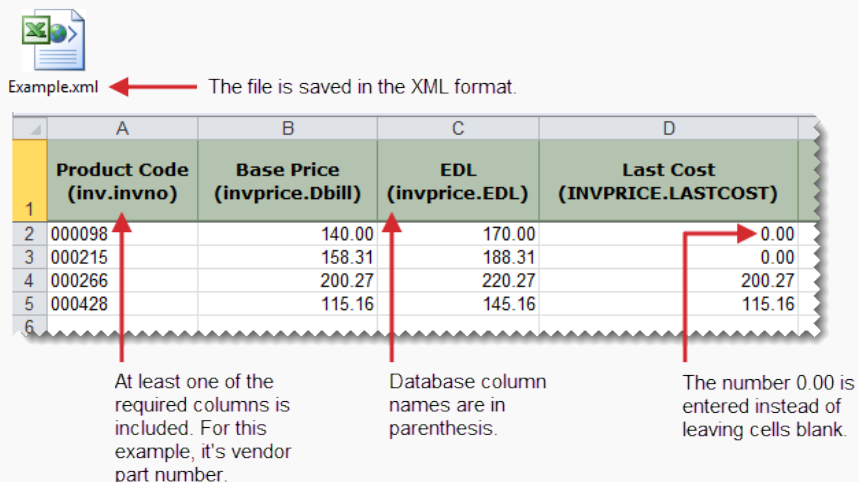 Example.xml
The file is saved in the XML format.
A B C D
Product Code Base Price EDL Last Cost
(inv.invno) (invprice.Dbill) (invprice.EDL) (INVPRICE.LASTCOST)
1
2 000098 140.00 170.00 0.00
3 000215 158.31 188.31 0.00
4 000266 200.27 220.27 200.27
5 000428 115.16 145.16 115.16
6
At least one of the
required columns is
included. For this
example, it's vendor
part number.
Database column
names are in
parenthesis.
The number 0.00 is
entered instead of
leaving cells blank.